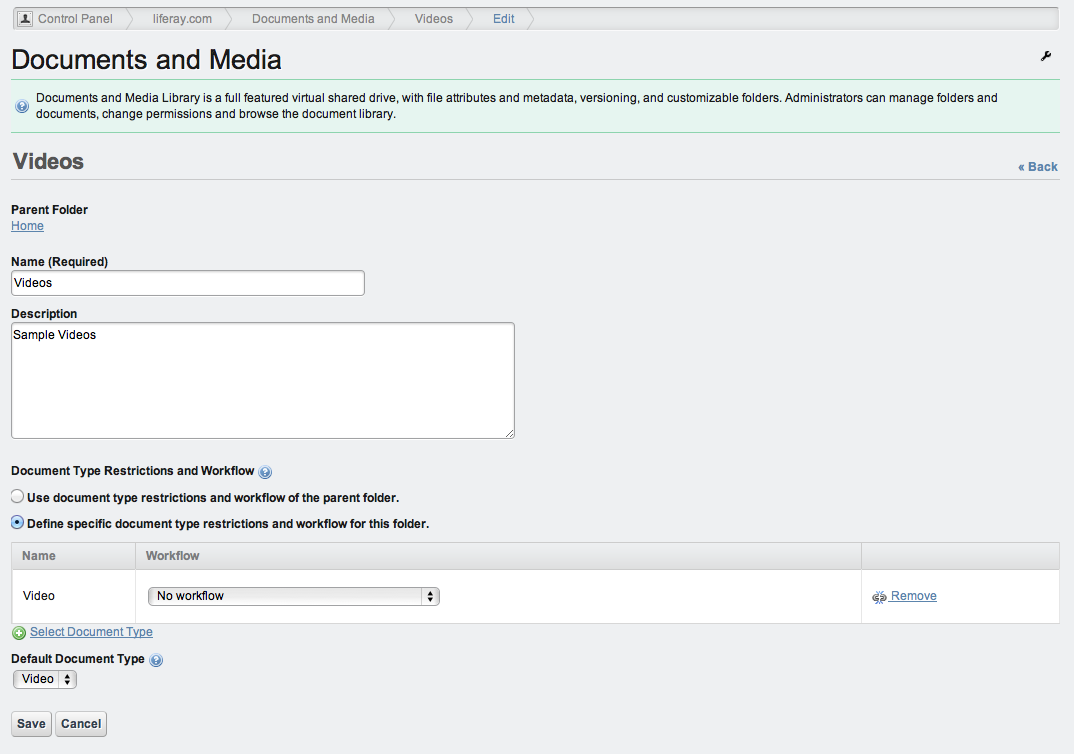 Control Panel liferay.com Documents and Media Videos Edit
Documents and Media
Documents and Media Library is a full featured virtual shared drive, with file attributes and metadata, versioning, and customizable folders. Administrators can manage folders and
documents, change permissions and browse the document library.
Videos
« Back
Parent Folder
Home
Name (Required)
Videos
Description
Sample Videos
Document Type Restrictions and Workflow
Use document type restrictions and workflow of the parent folder.
Define specific document type restrictions and workflow for this folder.
Name Workflow
Video No workflow Remove
Select Document Type
Default Document Type
Video
Save Cancel